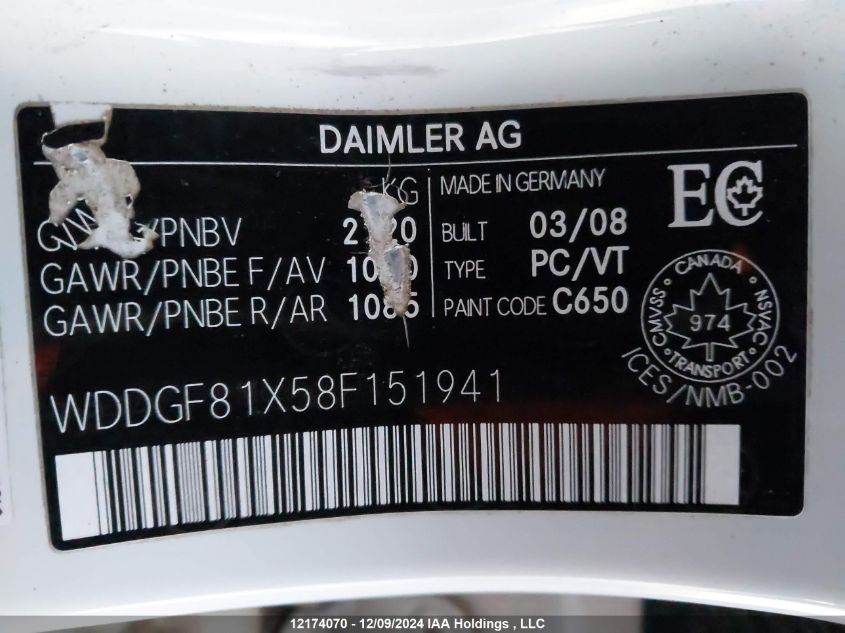 DAIMLER AG
KG
/PNBV
GAWR/PNBE F/AV
GAWR/PNBE R/AR 1085
MADE IN GERMANY
BUILT 03/08
TYPE PC/VT
PAINT CODE C650
EC
CANADA
CMVSS 974 NSVAC
TRANSPORT
ICES/NMB-002
WDDGF81X58F151941
12174070 - 12/09/2024 IAA Holdings , LLC